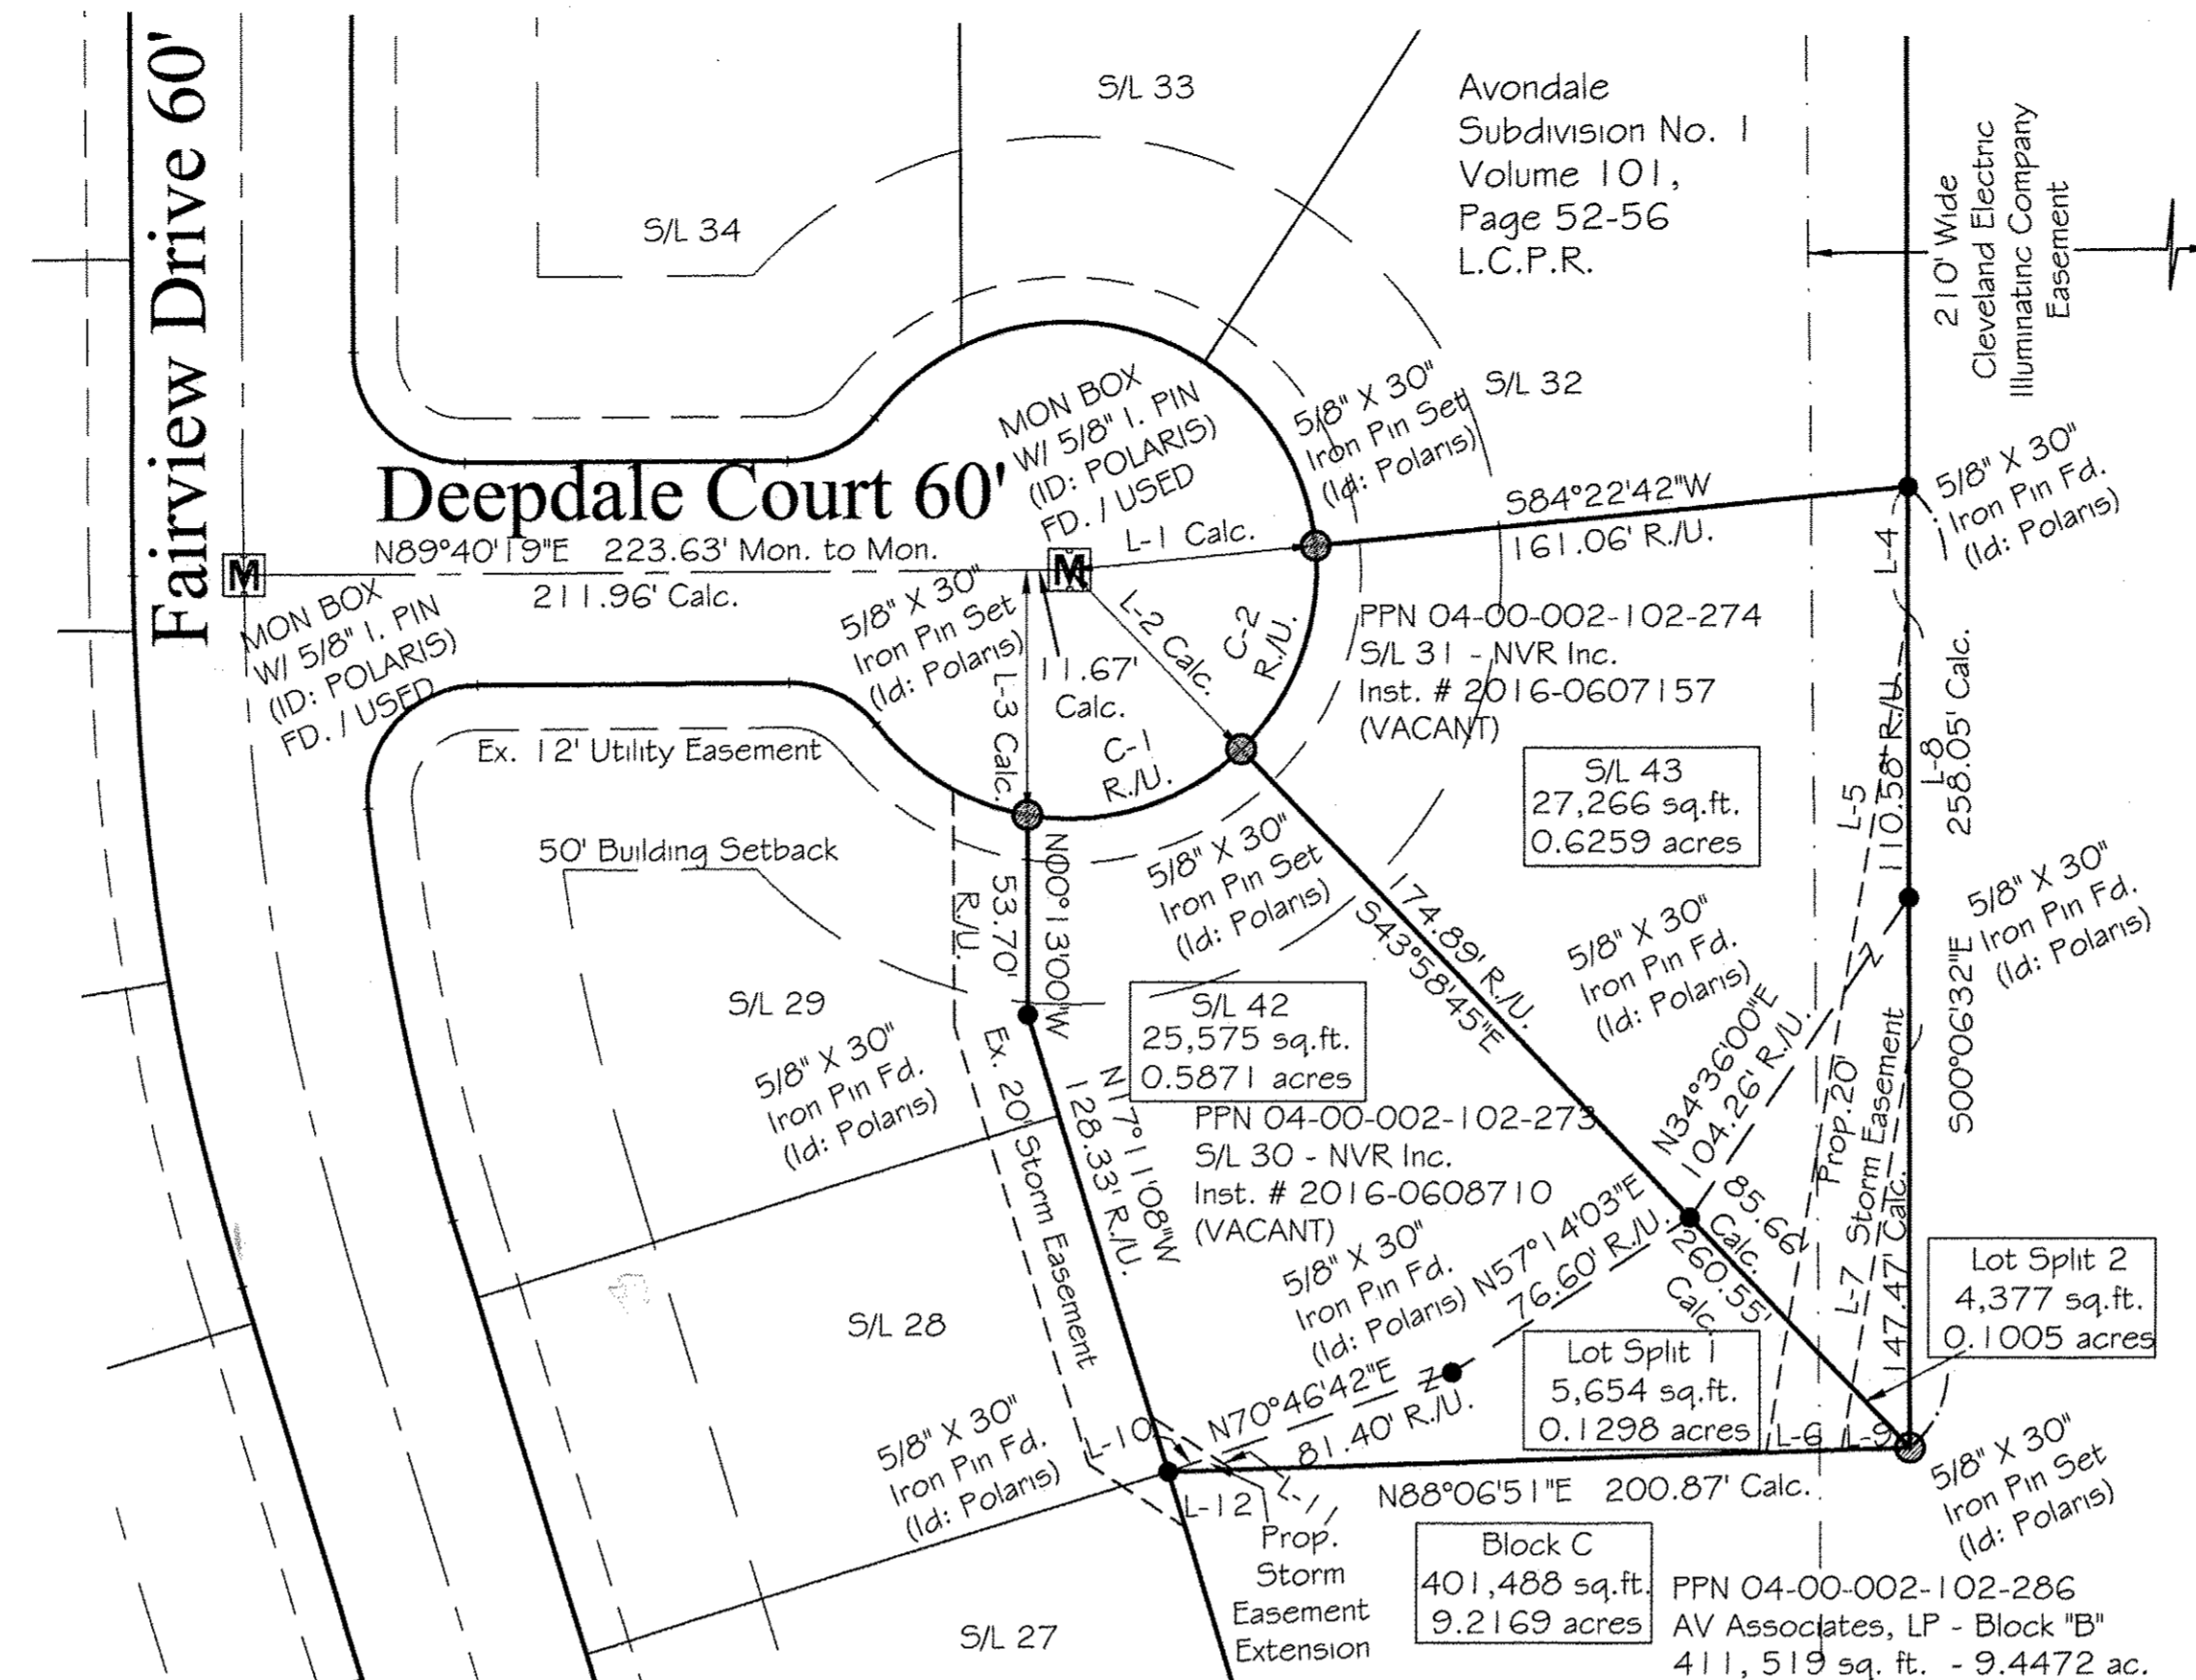 Fairview Drive 60'
S/L 33
S/L 34
Avondale
Subdivision No. 1
Volume 101,
Page 52-56
L.C.P.R.
210' Wide
Cleveland Electric
Illuminatinc Company
Easement
MON BOX
W/ 5/8" I. PIN
(ID: POLARIS)
FD. / USED
5/8" X 30"
Iron Pin Set
(Id: Polaris)
S/L 32
Deepdale Court 60'
N89°40'19"E 223.63' Mon. to Mon.
211.96' Calc.
M
M
L-1 Calc.
S84°22'42"W
161.06' R./U.
5/8" X 30"
Iron Pin Fd.
(Id: Polaris)
L-4
MON BOX
W/ 5/8" I. PIN
(ID: POLARIS)
FD. / USED
5/8" X 30"
Iron Pin Set
(Id: Polaris)
L-2 Calc.
C-2
R./U.
11.67'
Calc.
L-3 Calc.
C-1
R./U.
PPN 04-00-002-102-274
S/L 31 - NVR Inc.
Inst. # 2016-0607157
(VACANT)
S/L 43
27,266 sq.ft.
0.6259 acres
L-5
110.58' R./U.
L-8
258.05' Calc.
Ex. 12' Utility Easement
50' Building Setback
N00°13'00"W
53.70'
R./U.
5/8" X 30"
Iron Pin Set
(Id: Polaris)
174.89' R./U.
S43°58'45"E
5/8" X 30"
Iron Pin Fd.
(Id: Polaris)
5/8" X 30"
Iron Pin Fd.
(Id: Polaris)
S00°06'32"E
S/L 29
5/8" X 30"
Iron Pin Fd.
(Id: Polaris)
S/L 42
25,575 sq.ft.
0.5871 acres
PPN 04-00-002-102-273
S/L 30 - NVR Inc.
Inst. # 2016-0608710
(VACANT)
Ex. 20' Storm Easement
N17°11'08"W
128.33' R./U.
N34°36'00"E
104.26' R./U.
Z
Prop.20'
Storm Easement
L-7
147.47' Calc.
85.66'
Calc.
260.55'
Calc.
5/8" X 30"
Iron Pin Fd.
(Id: Polaris)
N57°14'03"E
76.60' R./U.
Z
S/L 28
Lot Split 2
4,377 sq.ft.
0.1005 acres
Lot Split 1
5,654 sq.ft.
0.1298 acres
5/8" X 30"
Iron Pin Fd.
(Id: Polaris)
L-10
N70°46'42"E
81.40' R./U.
L-6
L-9
L-11
L-12
N88°06'51"E 200.87' Calc.
5/8" X 30"
Iron Pin Set
(Id: Polaris)
Prop.
Storm
Easement
Extension
Block C
401,488 sq.ft.
9.2169 acres
PPN 04-00-002-102-286
AV Associates, LP - Block "B"
411, 519 sq. ft. - 9.4472 ac.
S/L 27